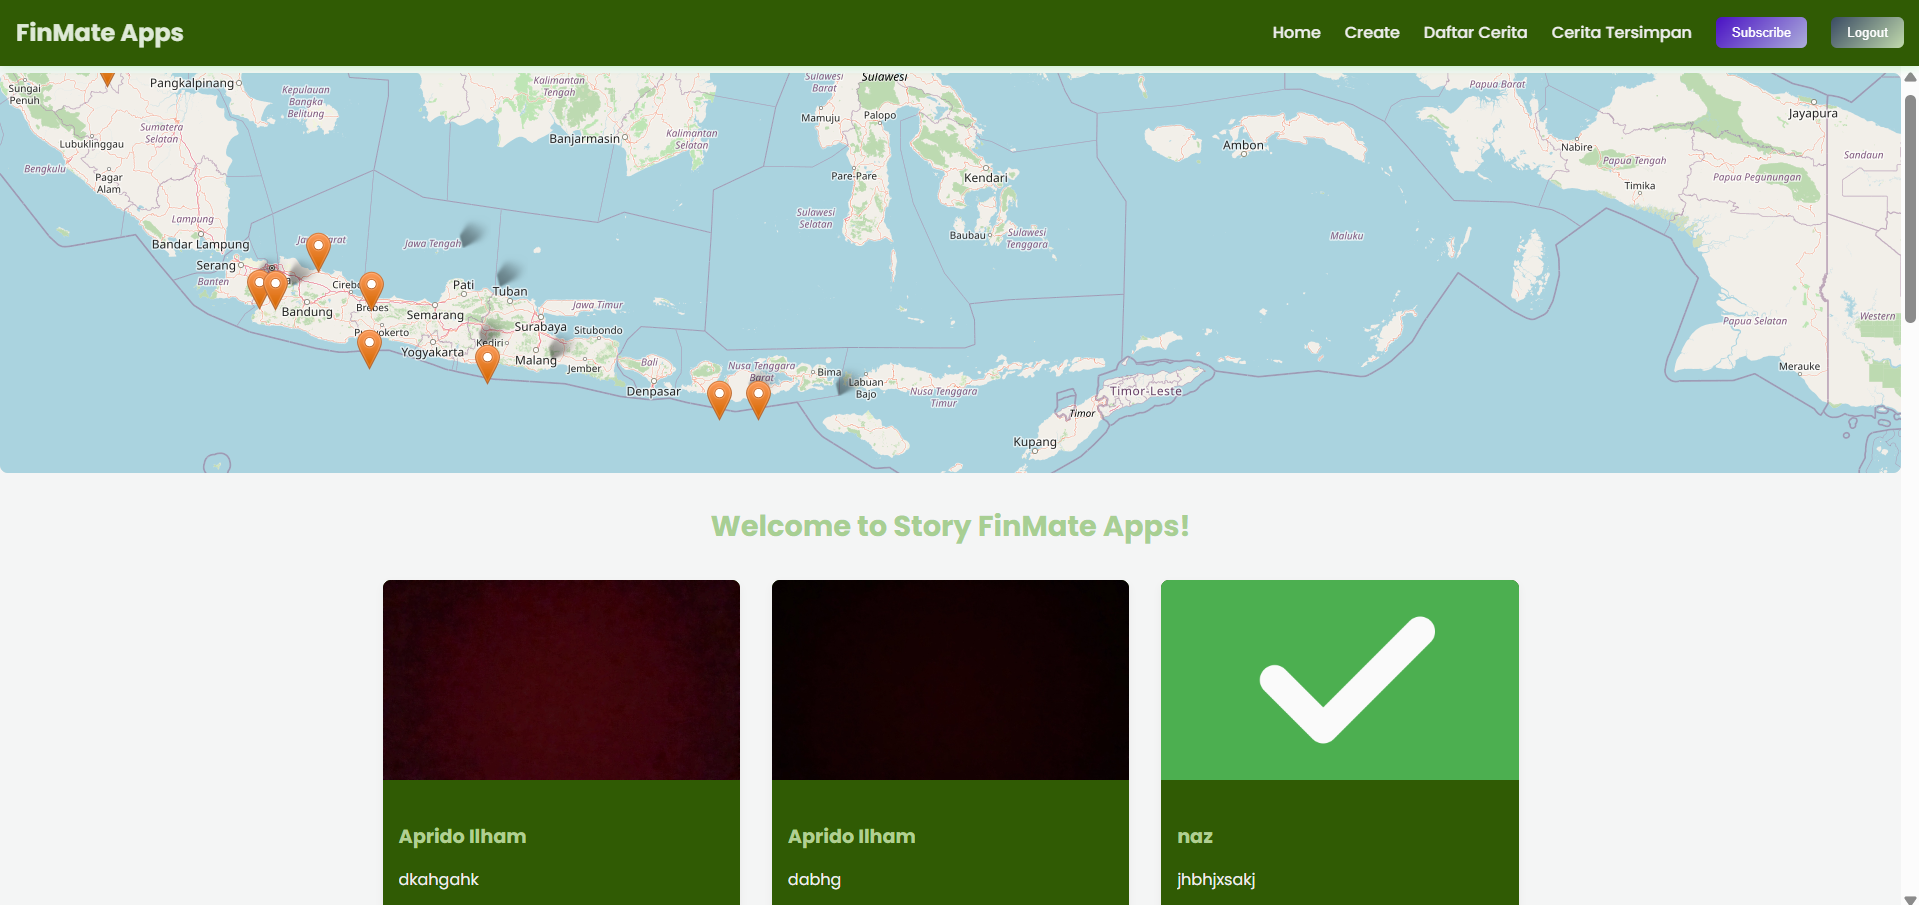 FinMate Apps
Home
Create
Daftar Cerita
Cerita Tersimpan
Subscribe
Logout
Sungai
Penuh
Pangkalpinang
Kepulauan
Bangka
Belitung
Kalimantan
Tengah
Sulawesi
Barat
Sulawesi
Papua Barat
Jayapura
Sumatera
Selatan
Lubuklinggau
Banjarmasin
Kalimantan
Selatan
Mamuju
Palopo
Ambon
Nabire
Papua Tengah
Sandaun
Bengkulu
Pagar
Alam
Pare-Pare
Kendari
Timika
Papua Pegunungan
Lampung
Sulawesi
Selatan
Bandar Lampung
Jawa Tengah
Baubau
Sulawesi
Tenggara
Maluku
Serang
Banten
Pati
Tuban
Jawa Timur
Bandung
Semarang
Surabaya
Situbondo
Papua Selatan
Western
Yogyakarta
Kediri
Malang
Jember
Bali
Nusa Tenggara
Barat
Bima
Labuan
Bajo
Denpasar
Nusa Tenggara
Timur
Timor-Leste
Merauke
Timor
Kupang
Welcome to Story FinMate Apps!
Aprido Ilham
dkahgahk
Aprido Ilham
dabhg
naz
jhbhjxsakj